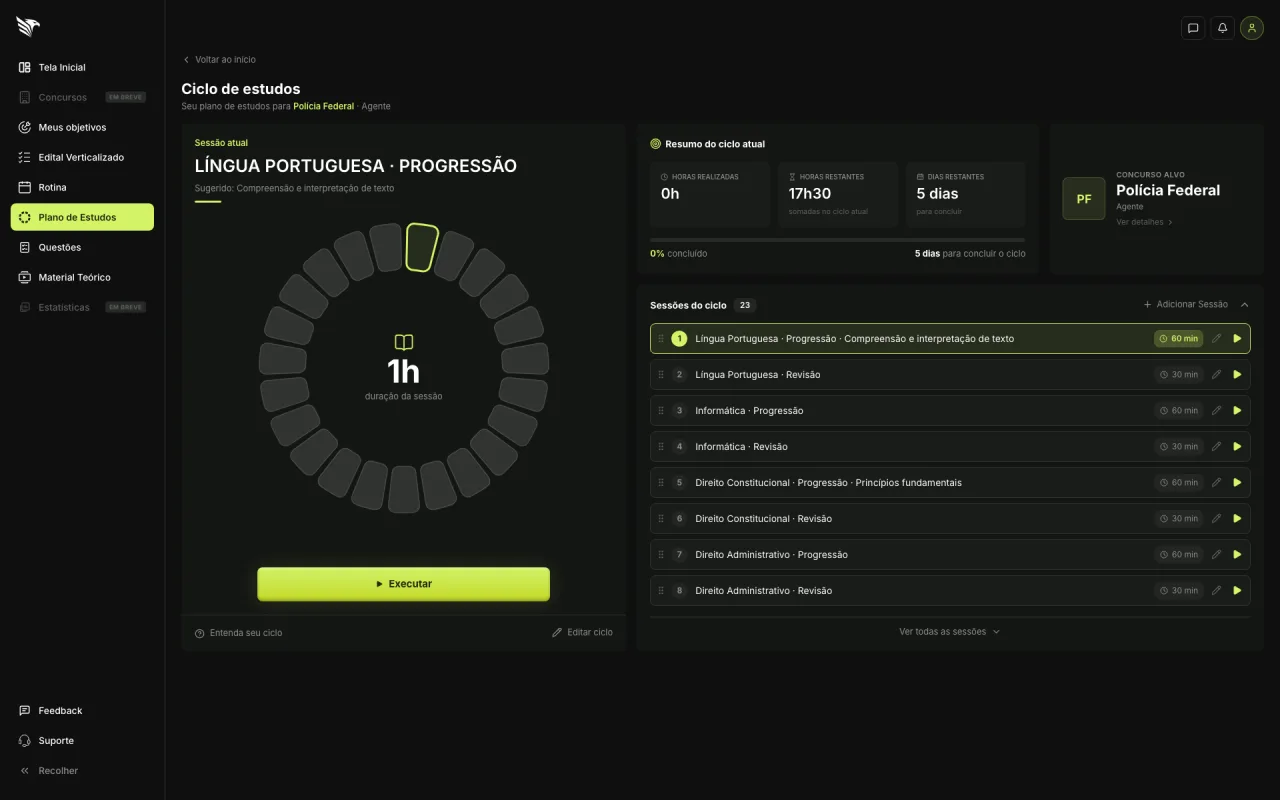 Tela Inicial
Concursos EM BREVE
Meus objetivos
Edital Verticalizado
Rotina
Plano de Estudos
Questões
Material Teórico
Estatísticas EM BREVE
Feedback
Suporte
Recolher
Voltar ao início
Ciclo de estudos
Seu plano de estudos para Polícia Federal · Agente
Sessão atual
LÍNGUA PORTUGUESA · PROGRESSÃO
Sugerido: Compreensão e interpretação de texto
1h
duração da sessão
Executar
Entenda seu ciclo
Editar ciclo
Resumo do ciclo atual
HORAS REALIZADAS
0h
HORAS RESTANTES
17h30
somadas no ciclo atual
DIAS RESTANTES
5 dias
para concluir
0% concluído
5 dias para concluir o ciclo
PF
CONCURSO ALVO
Polícia Federal
Agente
Ver detalhes
Sessões do ciclo 23
Adicionar Sessão
1 Língua Portuguesa · Progressão · Compreensão e interpretação de texto 60 min
2 Língua Portuguesa · Revisão 30 min
3 Informática · Progressão 60 min
4 Informática · Revisão 30 min
5 Direito Constitucional · Progressão · Princípios fundamentais 60 min
6 Direito Constitucional · Revisão 30 min
7 Direito Administrativo · Progressão 60 min
8 Direito Administrativo · Revisão 30 min
Ver todas as sessões